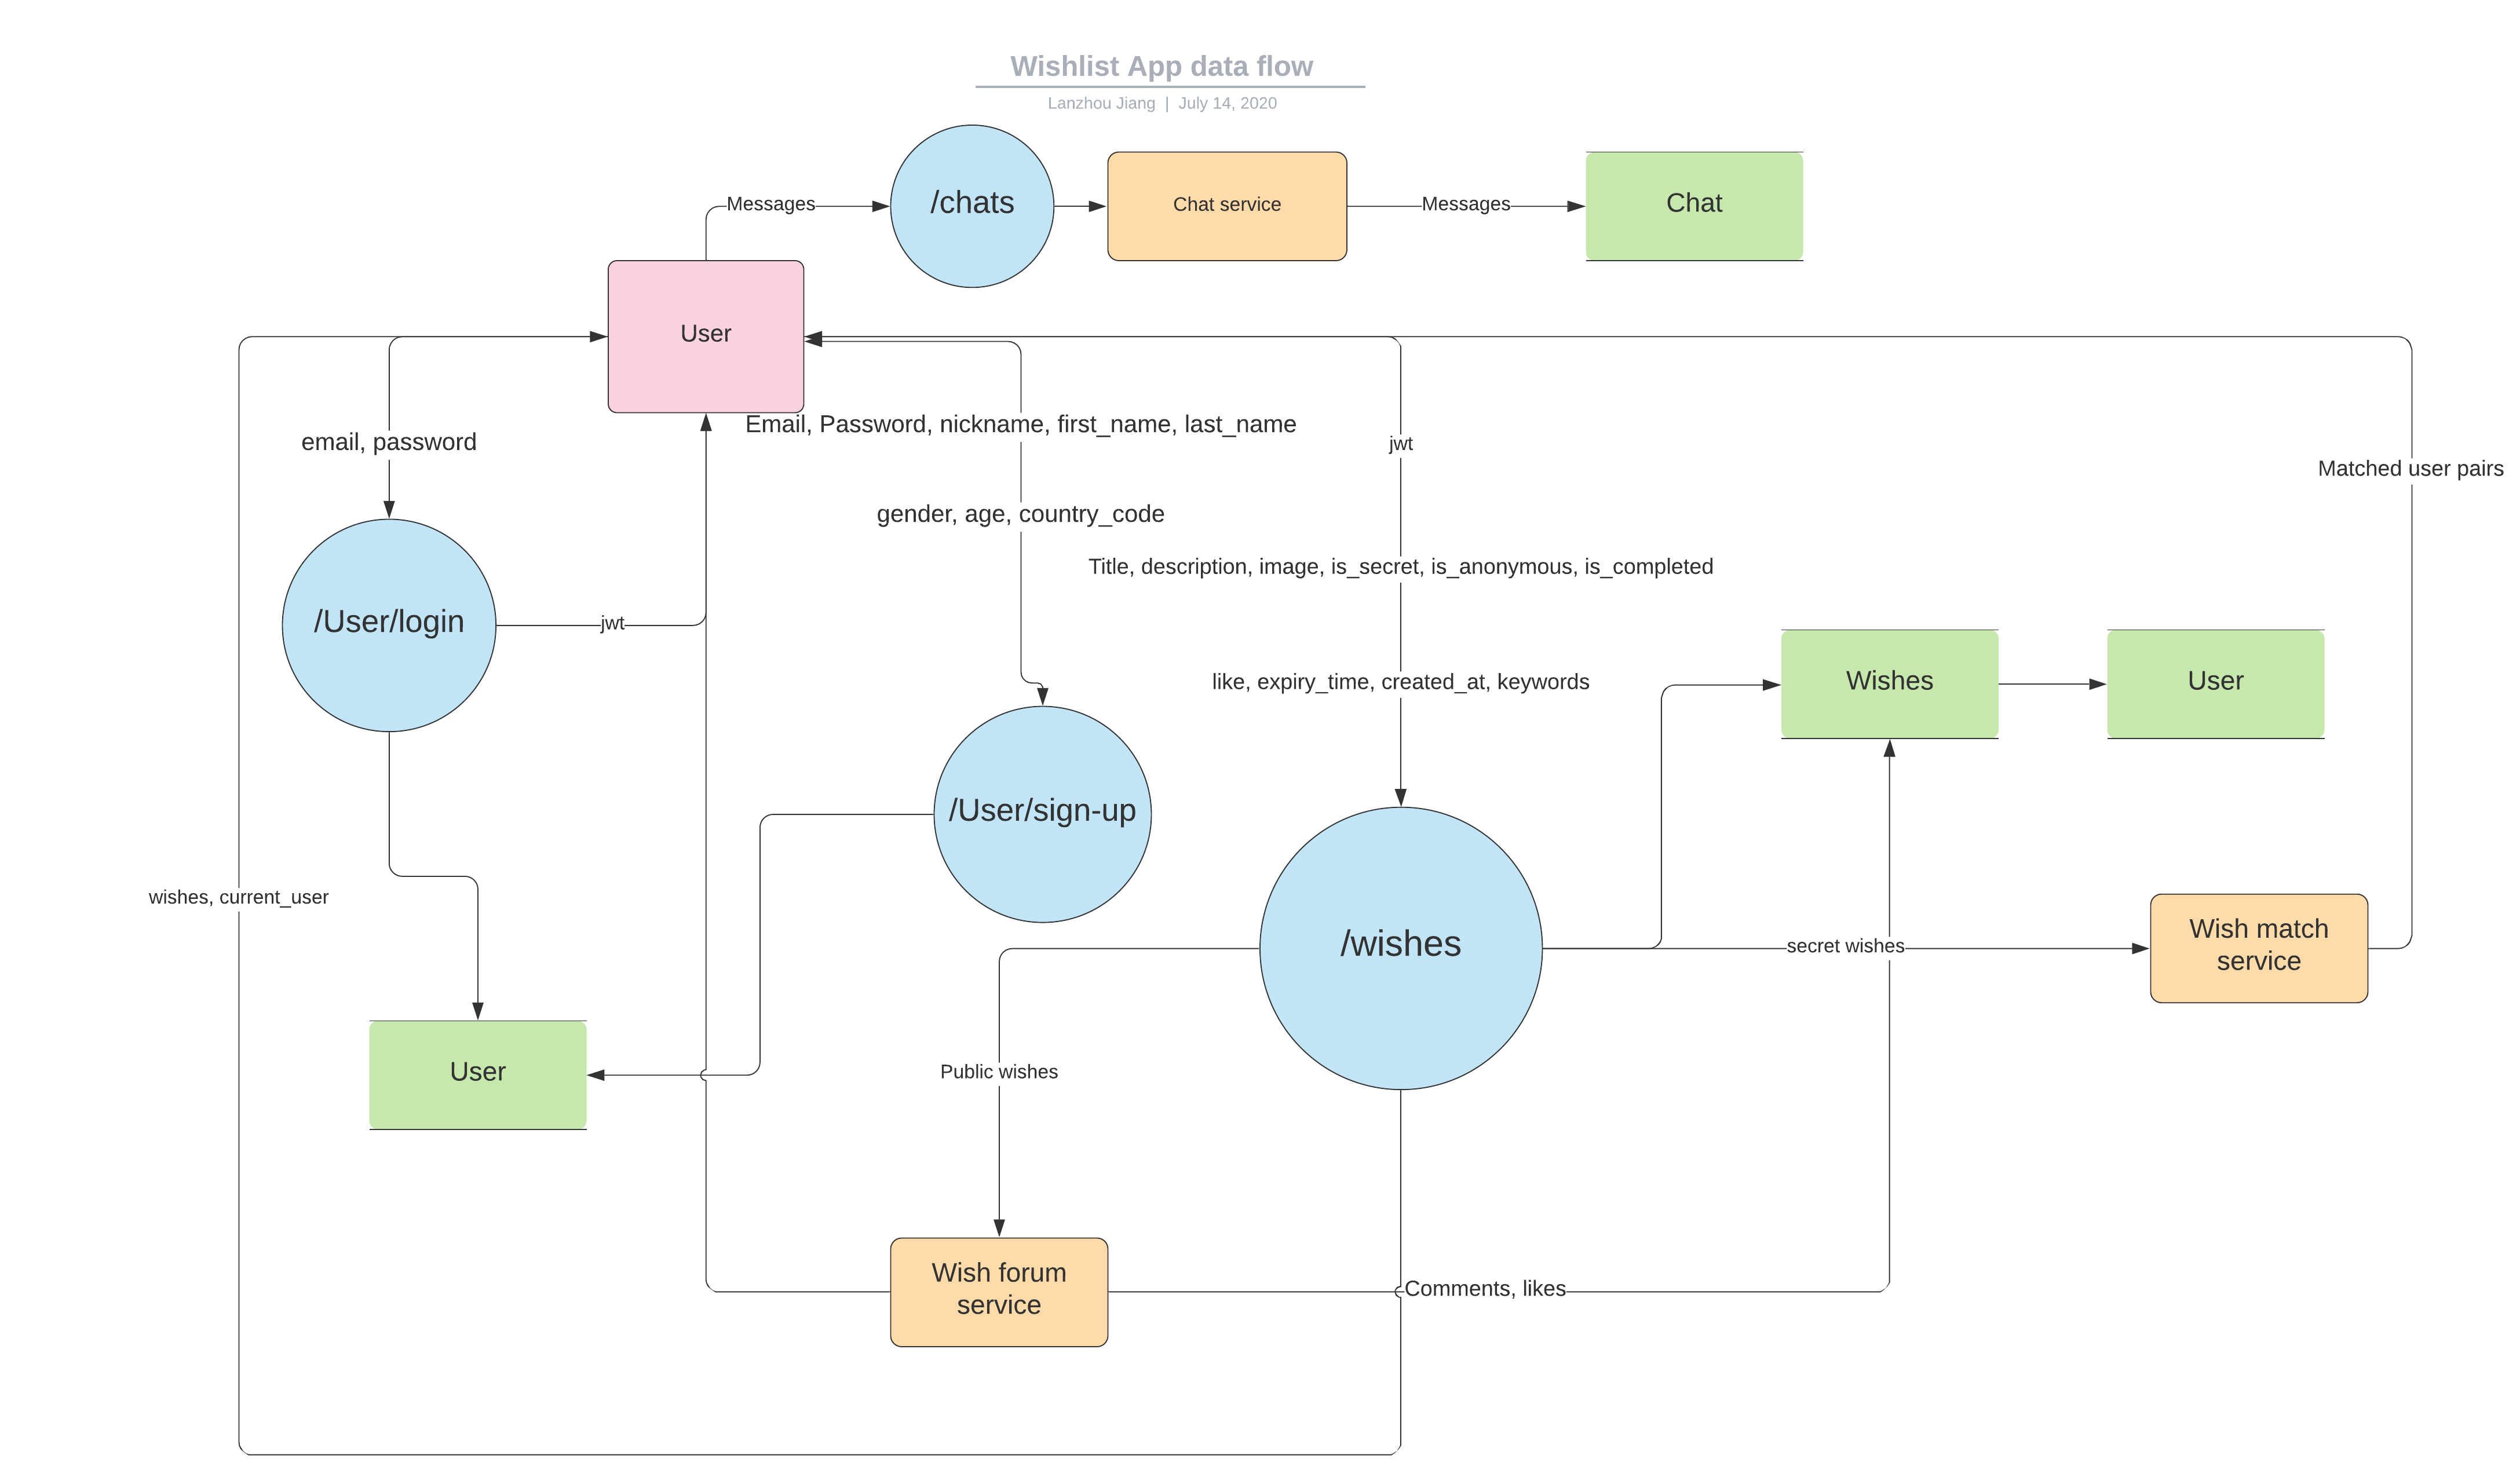 Wishlist App data flow
Lanzhou Jiang | July 14, 2020
Messages
/chats
Chat service
Messages
Chat
User
Email, Password, nickname, first_name, last_name
email, password
jwt
Matched user pairs
gender, age, country_code
Title, description, image, is_secret, is_anonymous, is_completed
/User/login
jwt
like, expiry_time, created_at, keywords
Wishes
User
/User/sign-up
wishes, current_user
/wishes
secret wishes
Wish match
service
User
Public wishes
Wish forum
service
Comments, likes